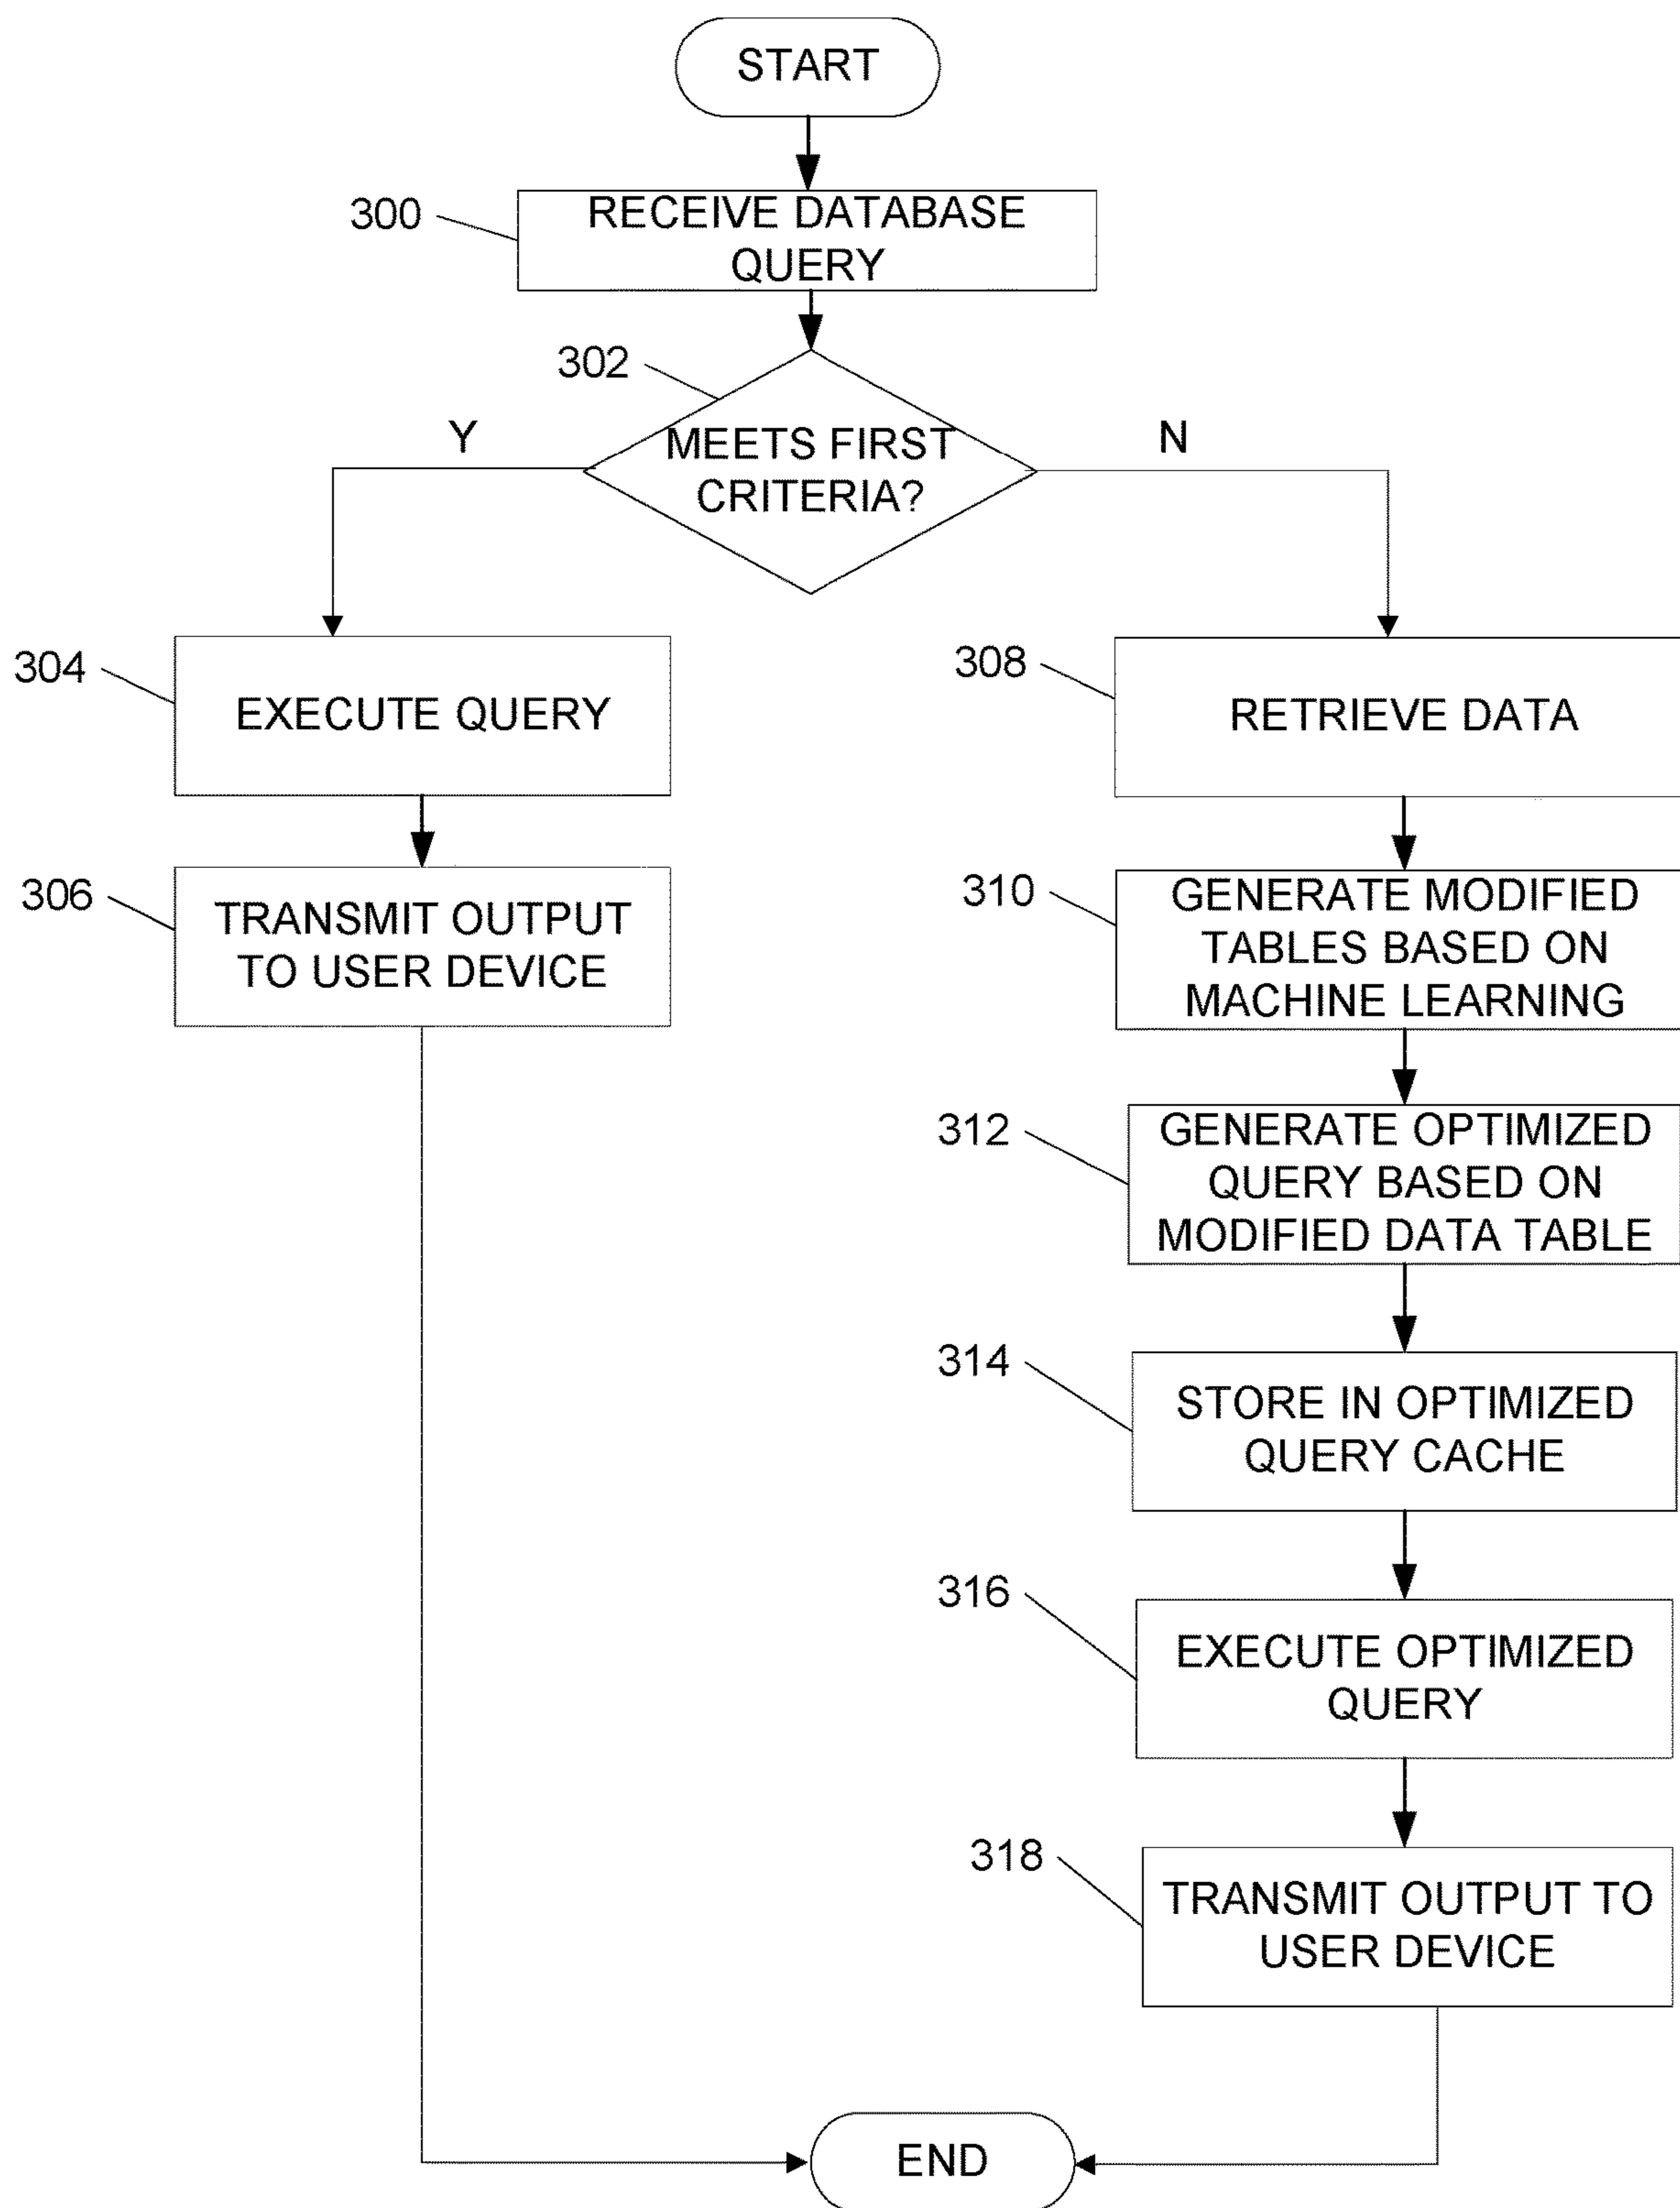 START
300
RECEIVE DATABASE
QUERY
302
MEETS FIRST
CRITERIA?
Y
N
304
EXECUTE QUERY
306
TRANSMIT OUTPUT
TO USER DEVICE
308
RETRIEVE DATA
310
GENERATE MODIFIED
TABLES BASED ON
MACHINE LEARNING
312
GENERATE OPTIMIZED
QUERY BASED ON
MODIFIED DATA TABLE
314
STORE IN OPTIMIZED
QUERY CACHE
316
EXECUTE OPTIMIZED
QUERY
318
TRANSMIT OUTPUT TO
USER DEVICE
END